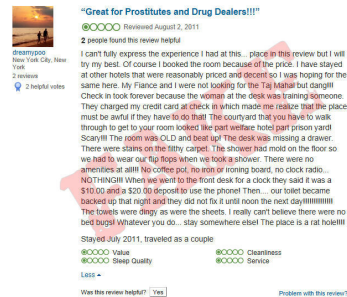 "Great for Prostitutes and Drug Dealers!!!"
Reviewed August 2, 2011
2 people found this review helpful
dreamypoo
New York City, New
York
2 reviews
2 helpful votes
I can't fully express the experience I had at this... place in this review but I will
try my best. Of course I booked the room because of the price. I have stayed
at other hotels that were reasonably priced and decent so I was hoping for the
same here. My Fiance and I were not looking for the Taj Mahal but dang!!!!
Check in took forever because the woman at the desk was training someone.
They charged my credit card at check in which made me realize that the place
must be awful if they have to do that! The courtyard that you have to walk
through to get to your room looked like part welfare hotel part prison yard!
Scary!!! The room was OLD and beat up! The desk was missing a drawer.
There were stains on the filthy carpet. The shower had mold on the floor so
we had to wear our flip flops when we took a shower. There were no
amenities at all!!!! No coffee pot, no iron or ironing board, no clock radio...
NOTHING!!! When we went to the front desk for a clock they said it was a
$10.00 and a $20.00 deposit to use the phone! Then.... our toilet became
backed up that night and they did not fix it until noon the next day!!!!!!!!!!!!!!!
The towels were dingy as were the sheets. I really can't believe there were no
bed bugs! Whatever you do... stay somewhere else! The place is a rat hole!!!!
FAKE
Stayed July 2011, traveled as a couple
Value Cleanliness
Sleep Quality Service
Less
Was this review helpful? Yes Problem with this review?